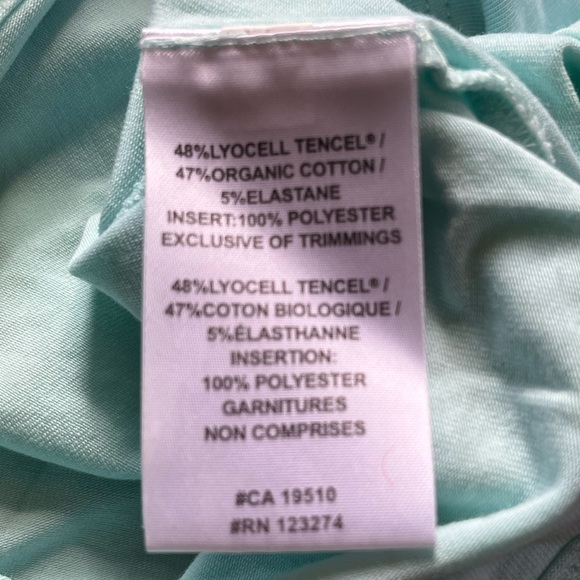 48%LYOCELL TENCEL® /
47%ORGANIC COTTON /
5%ELASTANE
INSERT:100% POLYESTER
EXCLUSIVE OF TRIMMINGS
48%LYOCELL TENCEL® /
47%COTON BIOLOGIQUE /
5%ÉLASTHANNE
INSERTION:
100% POLYESTER
GARNITURES
NON COMPRISES
#CA 19510
#RN 123274